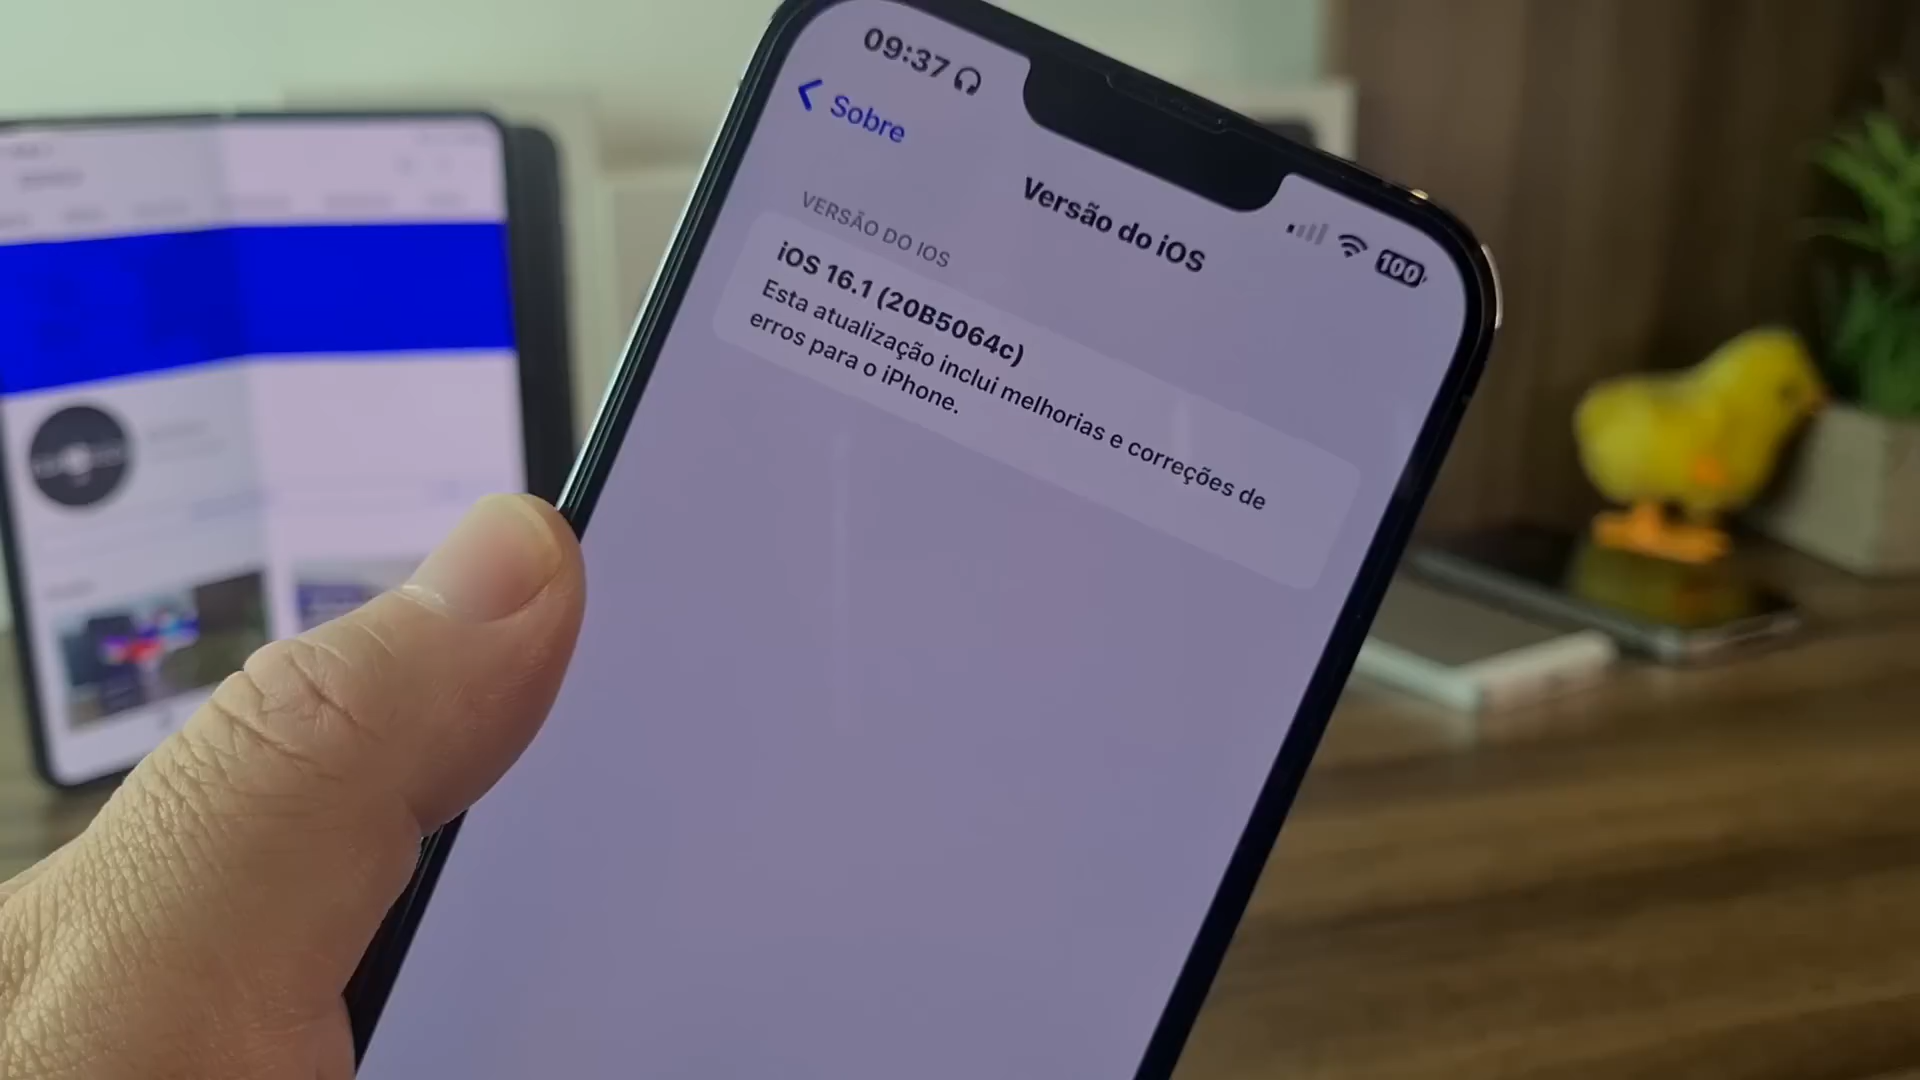 09:37
100
Sobre
Versão do iOS
VERSÃO DO IOS
iOS 16.1 (20B5064c)
Esta atualização inclui melhorias e correções de
erros para o iPhone.